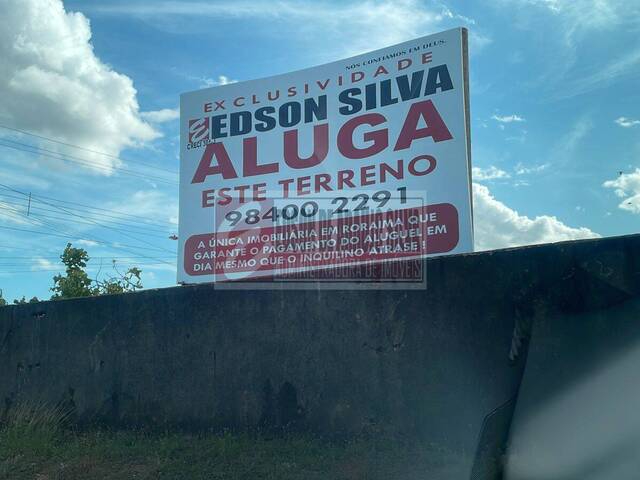 NÓS CONFIAMOS EM DEUS.
EXCLUSIVIDADE
EDSON SILVA
ALUGA
ESTE TERRENO
98400 2291
A ÚNICA IMOBILIÁRIA EM RORAIMA QUE
GARANTE O PAGAMENTO DO ALUGUEL EM
DIA MESMO QUE O INQUILINO ATRASE !